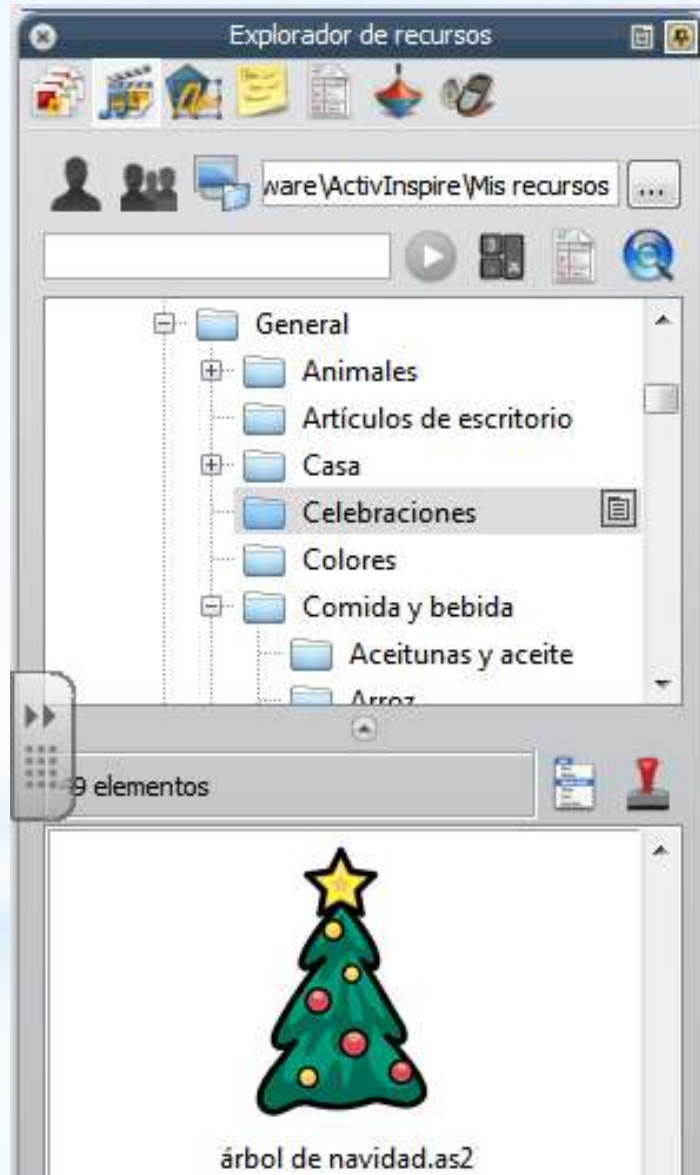 Explorador de recursos
ware\ActivInspire\Mis recursos
...
General
Animales
Artículos de escritorio
Casa
Celebraciones
Colores
Comida y bebida
Aceitunas y aceite
Arroz
9 elementos
árbol de navidad.as2